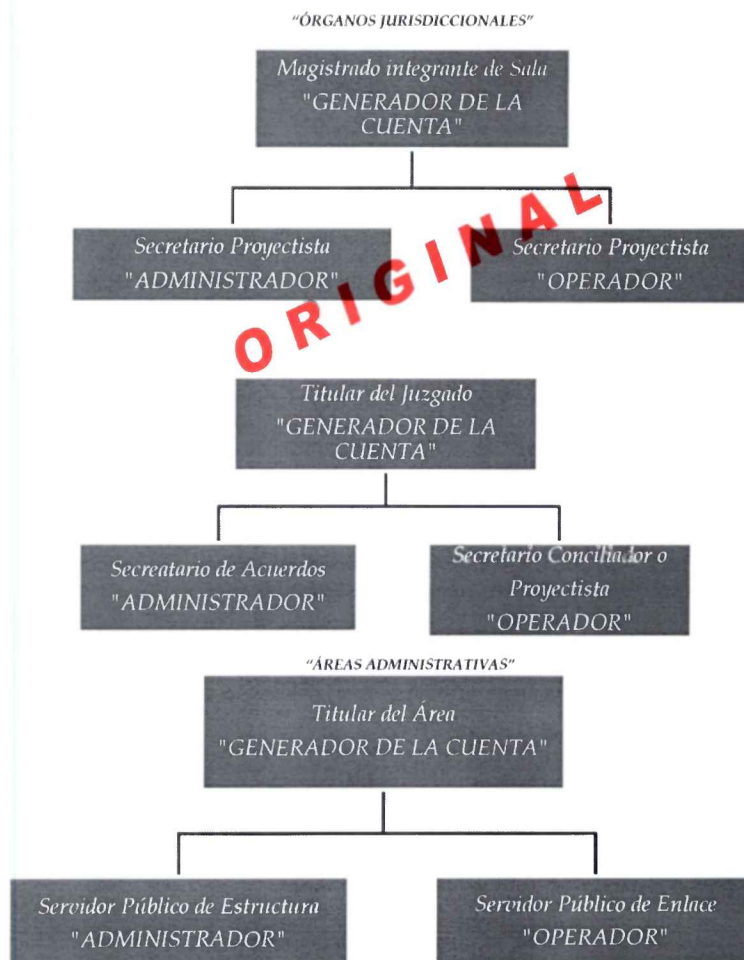 "ÓRGANOS JURISDICCIONALES"
Magistrado integrante de Sala
"GENERADOR DE LA
CUENTA"
Secretario Proyectista
"ADMINISTRADOR"
Secretario Proyectista
"OPERADOR"
ORIGINAL
Titular del Juzgado
"GENERADOR DE LA
CUENTA"
Secreatario de Acuerdos
"ADMINISTRADOR"
Secretario Conciliador o
Proyectista
"OPERADOR"
"ÁREAS ADMINISTRATIVAS"
Titular del Área
"GENERADOR DE LA CUENTA"
Servidor Público de Estructura
"ADMINISTRADOR"
Servidor Público de Enlace
"OPERADOR"